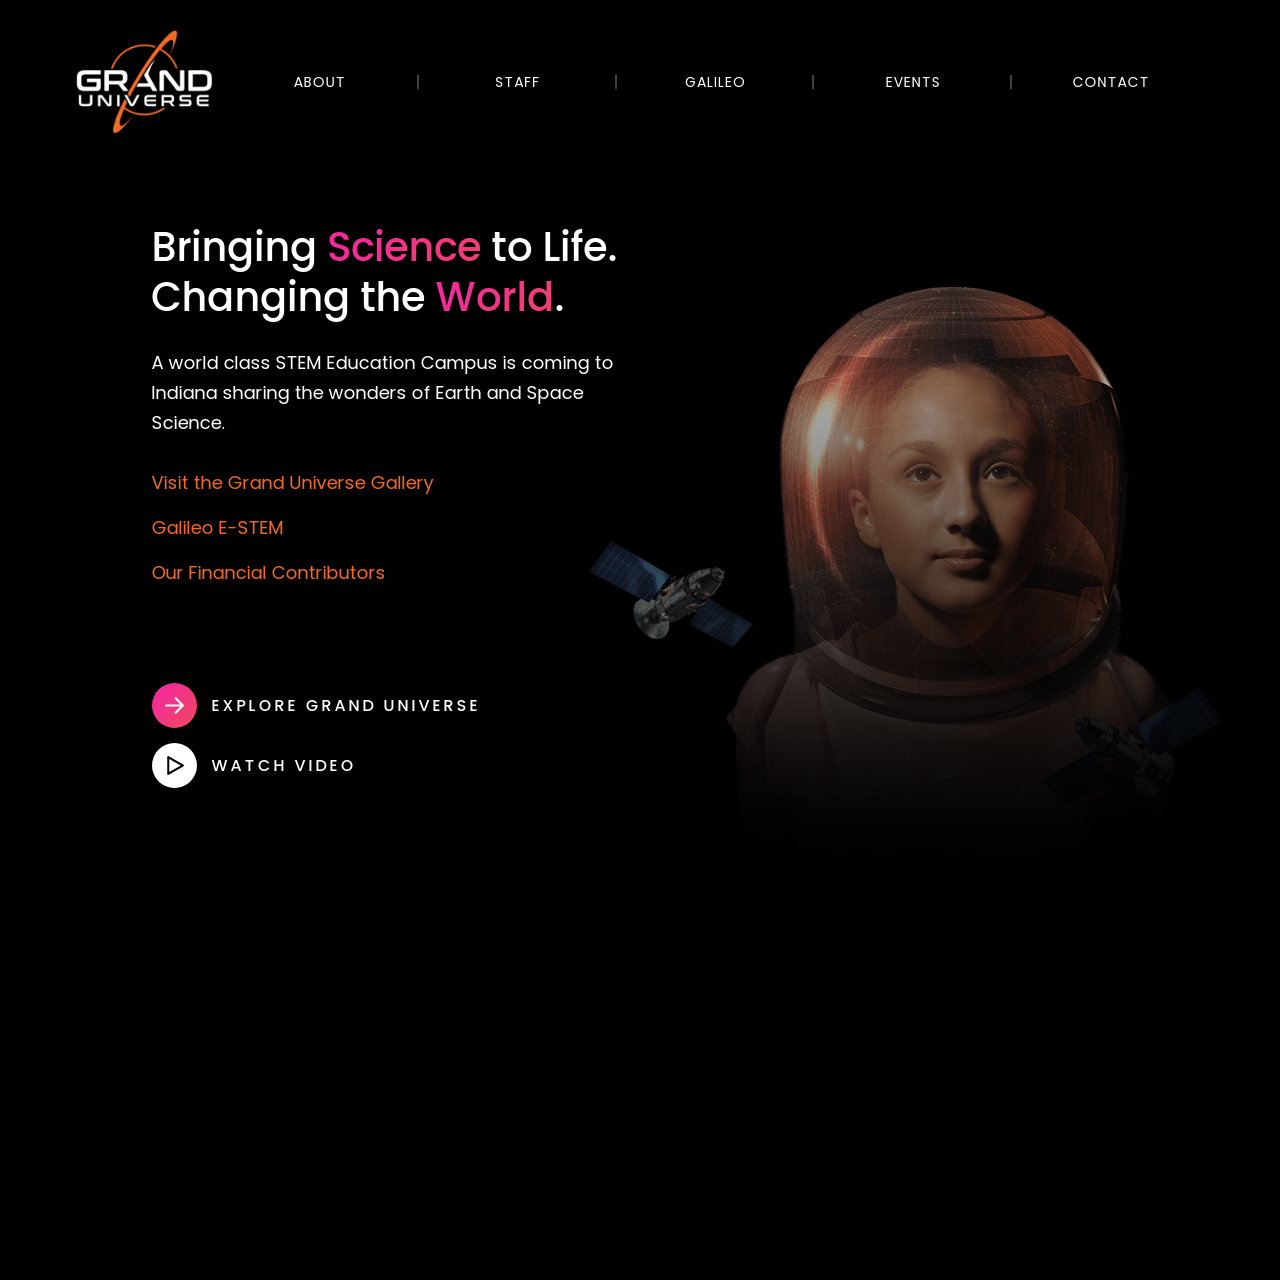 GRAND
UNIVERSE
ABOUT
STAFF
GALILEO
EVENTS
CONTACT
Bringing Science to Life.
Changing the World.
A world class STEM Education Campus is coming to
Indiana sharing the wonders of Earth and Space
Science.
Visit the Grand Universe Gallery
Galileo E-STEM
Our Financial Contributors
EXPLORE GRAND UNIVERSE
WATCH VIDEO